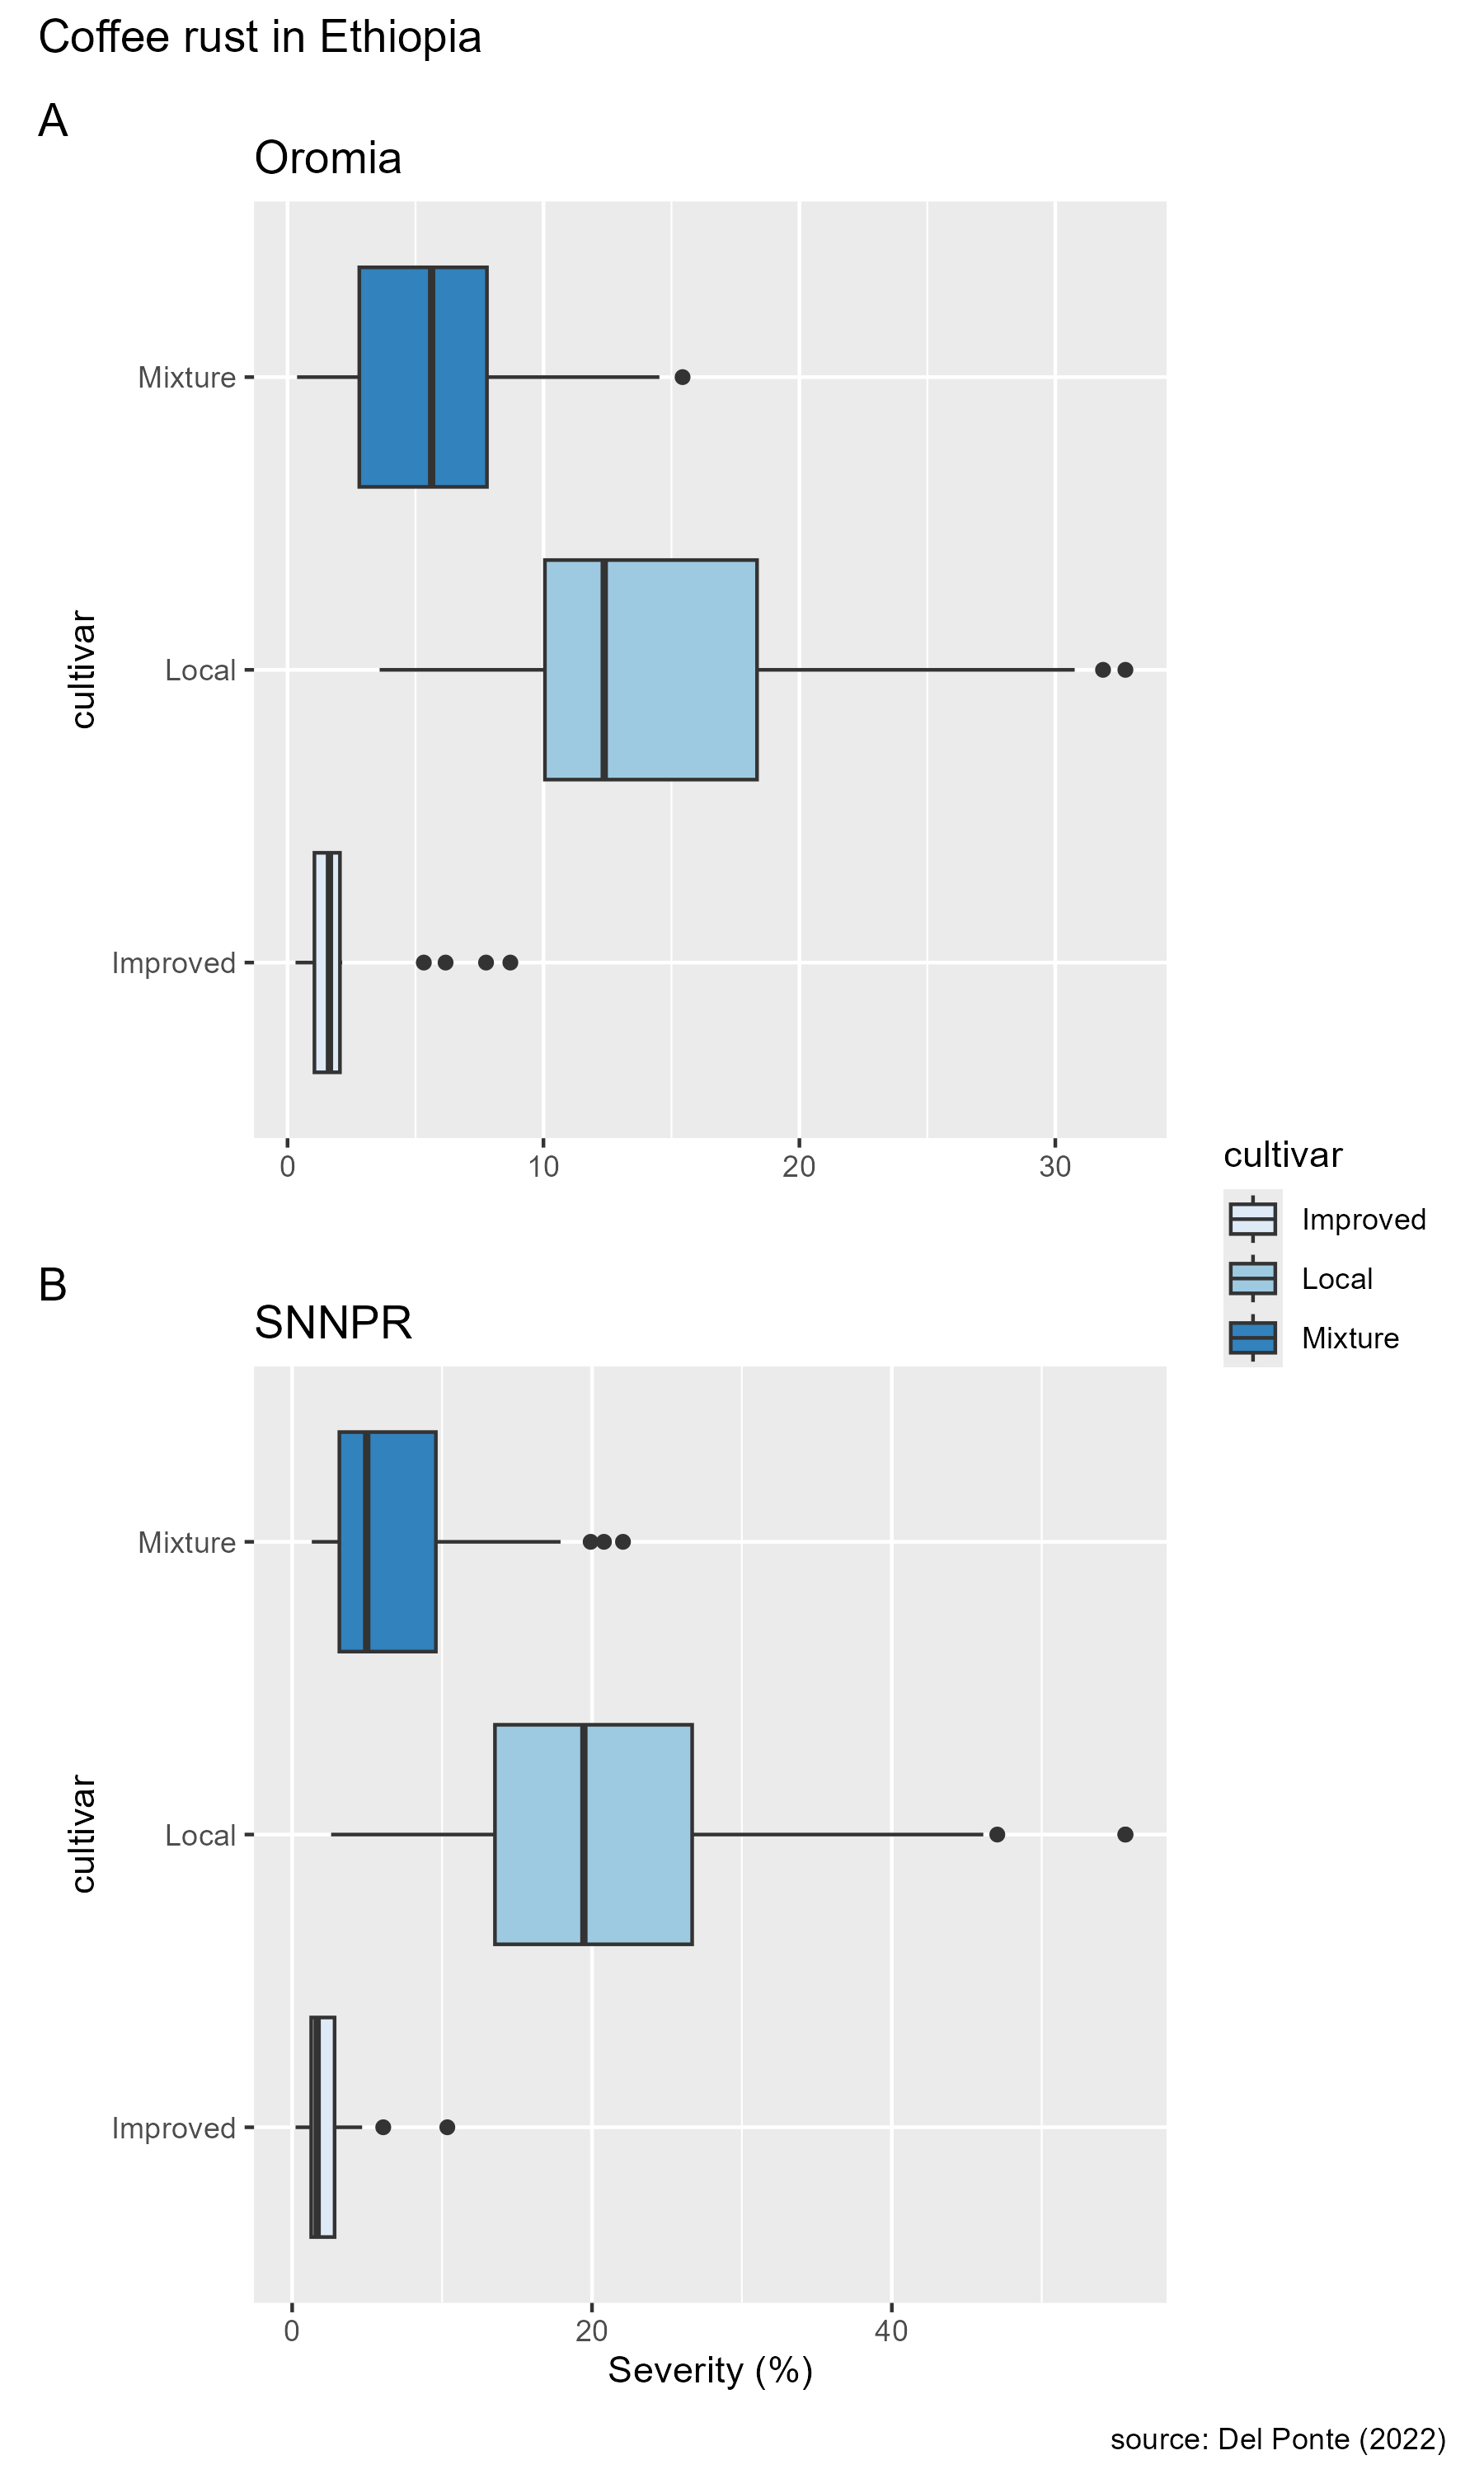 Coffee rust in Ethiopia
A
Oromia
cultivar
Mixture
Local
Improved
0 10 20 30
cultivar
Improved
Local
Mixture
B
SNNPR
cultivar
Mixture
Local
Improved
0 20 40
Severity (%)
source: Del Ponte (2022)